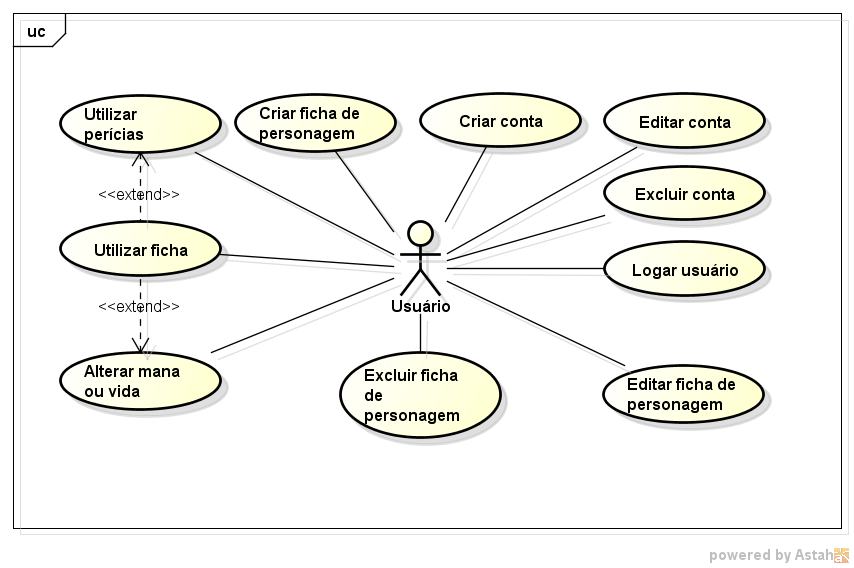 uc
Utilizar
perícias
Criar ficha de
personagem
Criar conta
Editar conta
Excluir conta
<<extend>>
Utilizar ficha
Logar usuário
<<extend>>
Usuário
Alterar mana
ou vida
Excluir ficha
de
personagem
Editar ficha de
personagem
powered by Astah